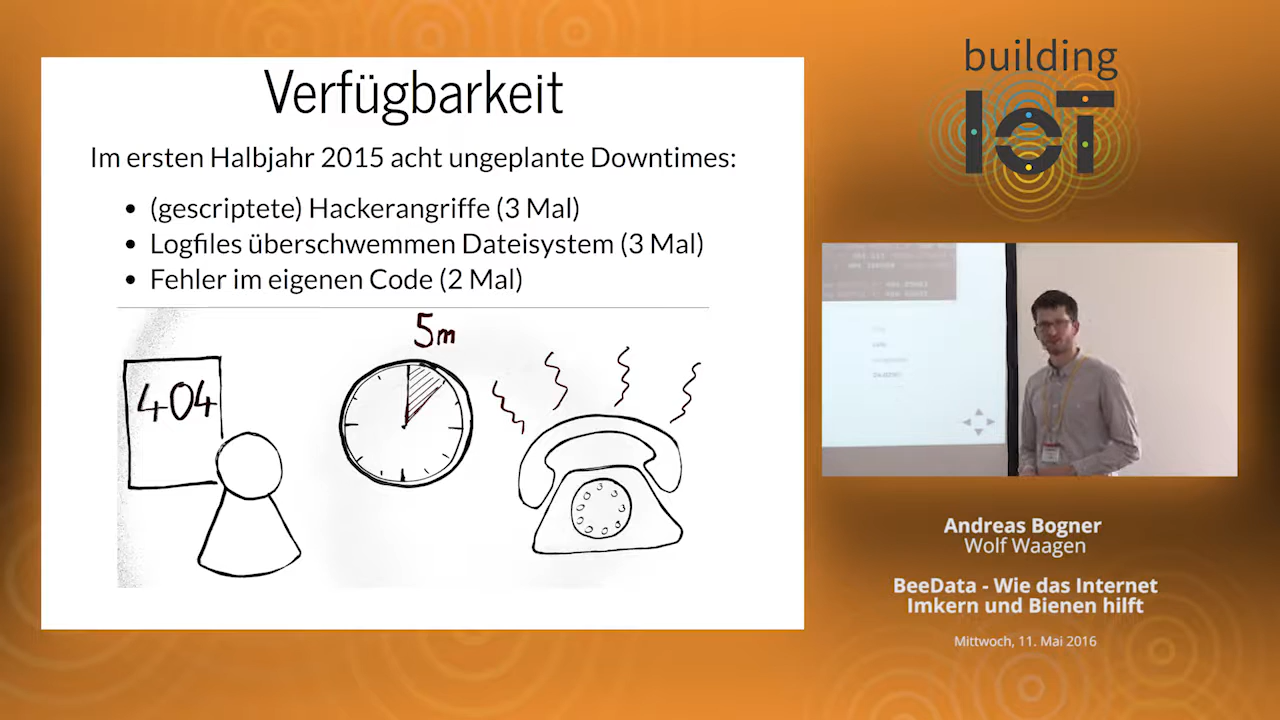 Verfügbarkeit
Im ersten Halbjahr 2015 acht ungeplante Downtimes:
• (gescriptete) Hackerangriffe (3 Mal)
• Logfiles überschwemmen Dateisystem (3 Mal)
• Fehler im eigenen Code (2 Mal)
5m
404
building
IoT
Andreas Bogner
Wolf Waagen
BeeData - Wie das Internet
Imkern und Bienen hilft
Mittwoch, 11. Mai 2016